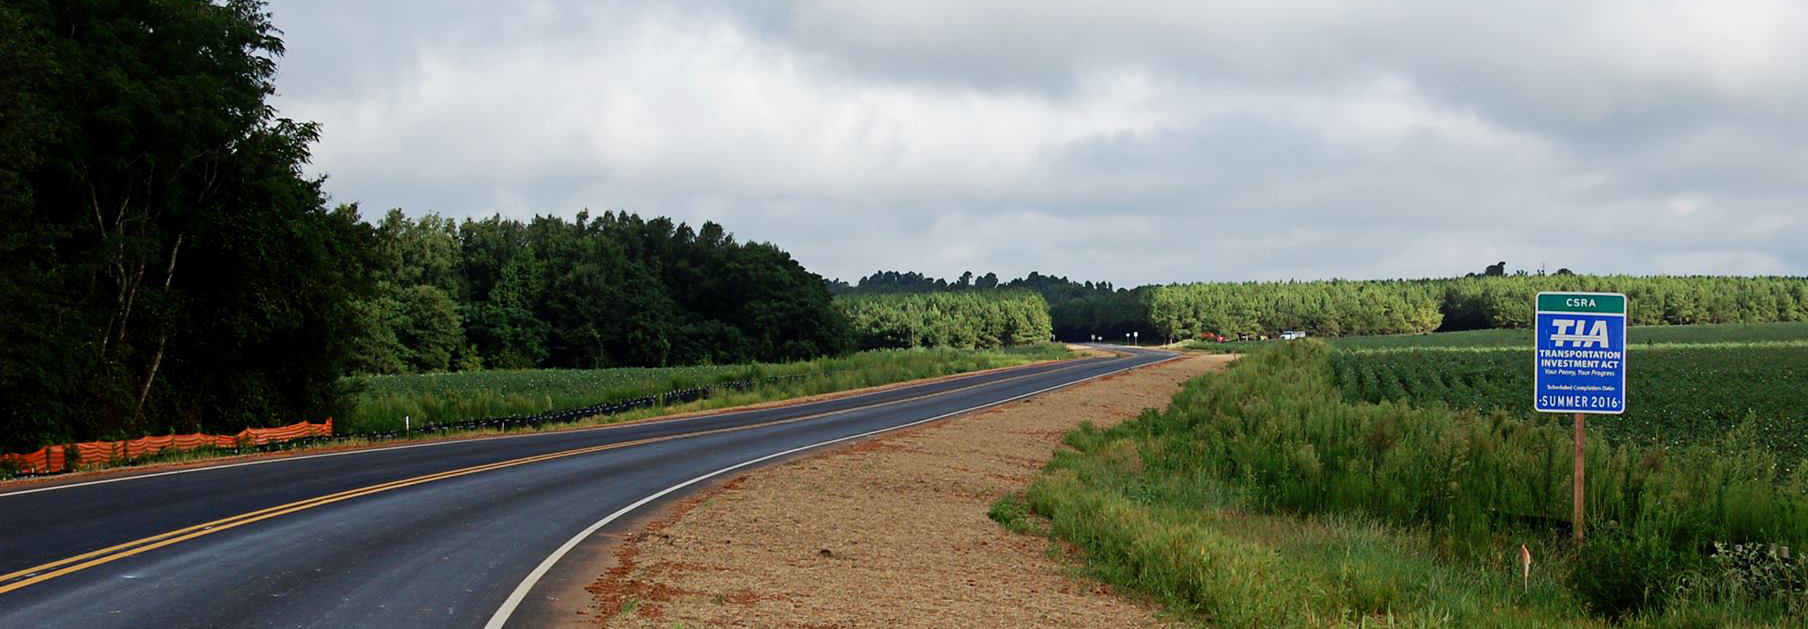 CSRA
TIA
TRANSPORTATION
INVESTMENT ACT
Your Penny, Your Progress
Scheduled Completion Date:
SUMMER 2016